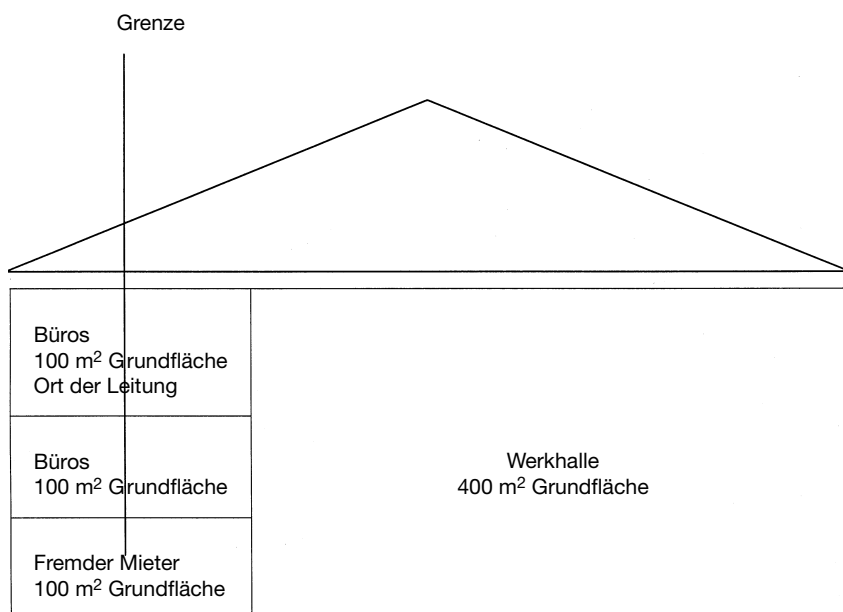 Grenze
Büros
100 m² Grundfläche
Ort der Leitung
Büros
100 m² Grundfläche
Werkhalle
400 m² Grundfläche
Fremder Mieter
100 m² Grundfläche